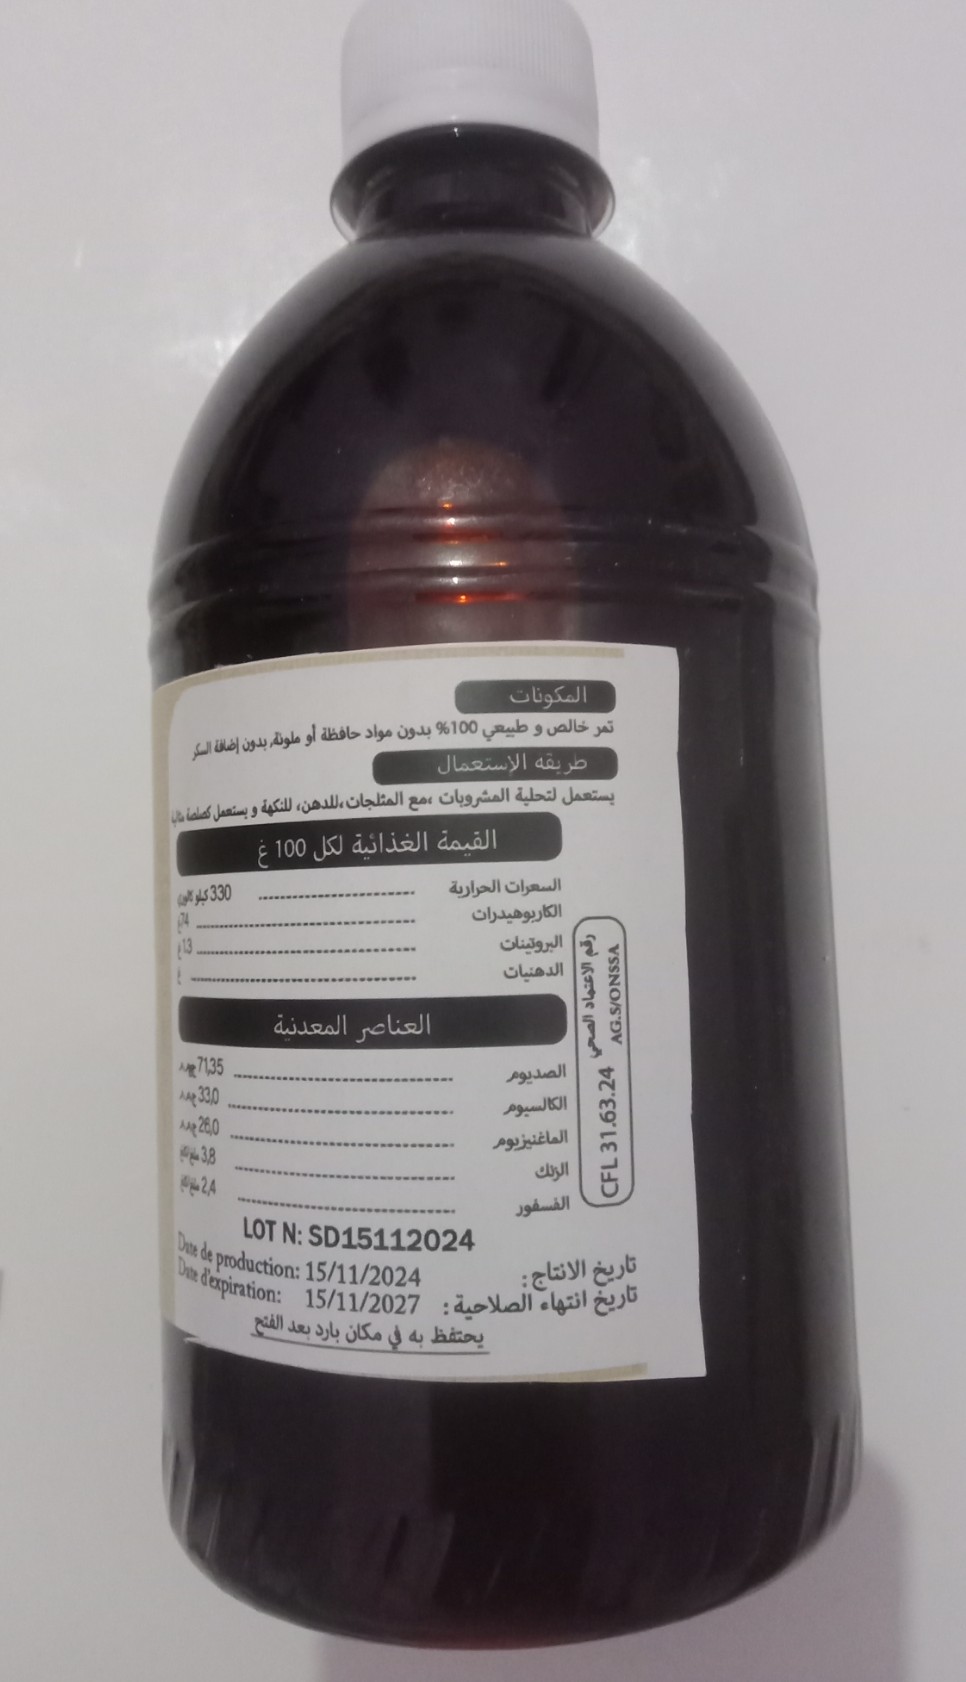 المكونات
تمر خالص و طبيعي 100% بدون مواد حافظة أو ملونة, بدون إضافة السكر
طريقه الإستعمال
يستعمل لتحلية المشروبات ،مع المثلجات،للدهن، للنكهة و يستعمل كصلصة
القيمة الغذائية لكل 100 غ
السعرات الحرارية ........ 330 كيلو
الكاربوهيدرات ........ 74
البروتينات ........ 1.3 غ
الدهنيات ........ غ
العناصر المعدنية
الصديوم ........ 71,35
الكالسيوم ........ 33,0
الماغنيزيوم ........ 26,0
الزنك ........ 3,8
الفسفور ........ 2,4
رقم الاعتماد الصحي CFL 31.63.24
AG.S/ONSSA
LOT N: SD15112024
Date de production: 15/11/2024 تاريخ الانتاج:
Date d'expiration: 15/11/2027 تاريخ انتهاء الصلاحية:
يحتفظ به في مكان بارد بعد الفتح